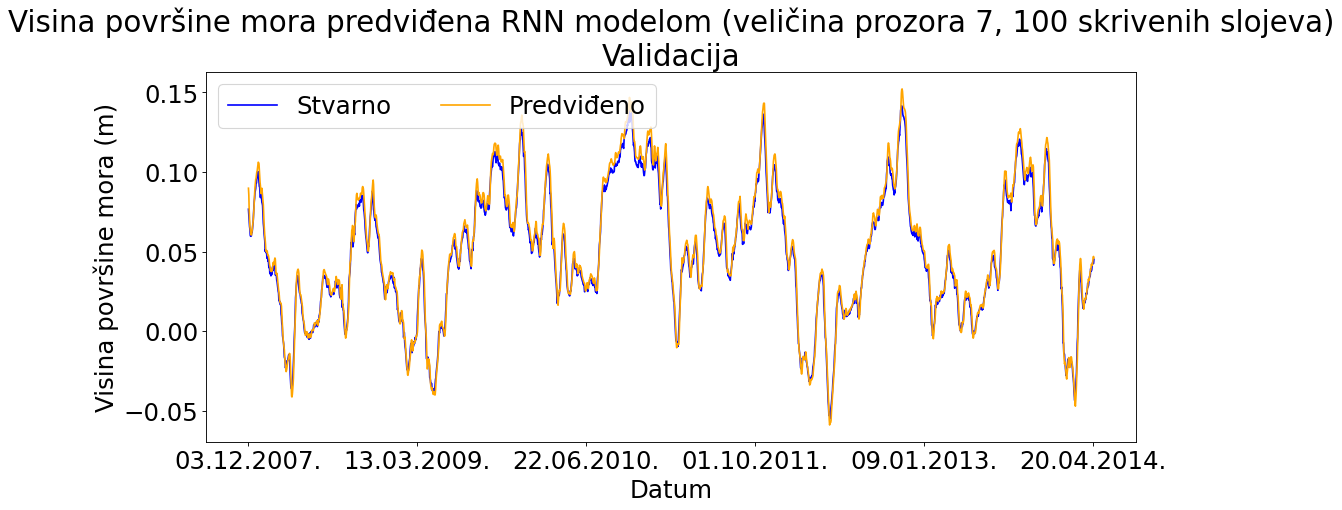 Visina površine mora predviđena RNN modelom (veličina prozora 7, 100 skrivenih slojeva)
Validacija
Stvarno Predviđeno
Visina površine mora (m)
0.15
0.10
0.05
0.00
−0.05
03.12.2007. 13.03.2009. 22.06.2010. 01.10.2011. 09.01.2013. 20.04.2014.
Datum